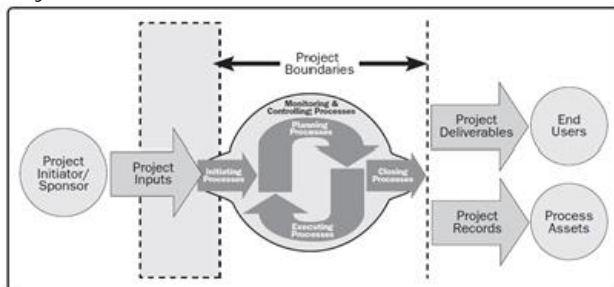 Project
Boundaries
Monitoring &
Controlling Processes
Planning
Processes
Project
Initiator/
Sponsor
Project
Inputs
Initiating
Processes
Closing
Processes
Executing
Processes
Project
Deliverables
End
Users
Project
Records
Process
Assets